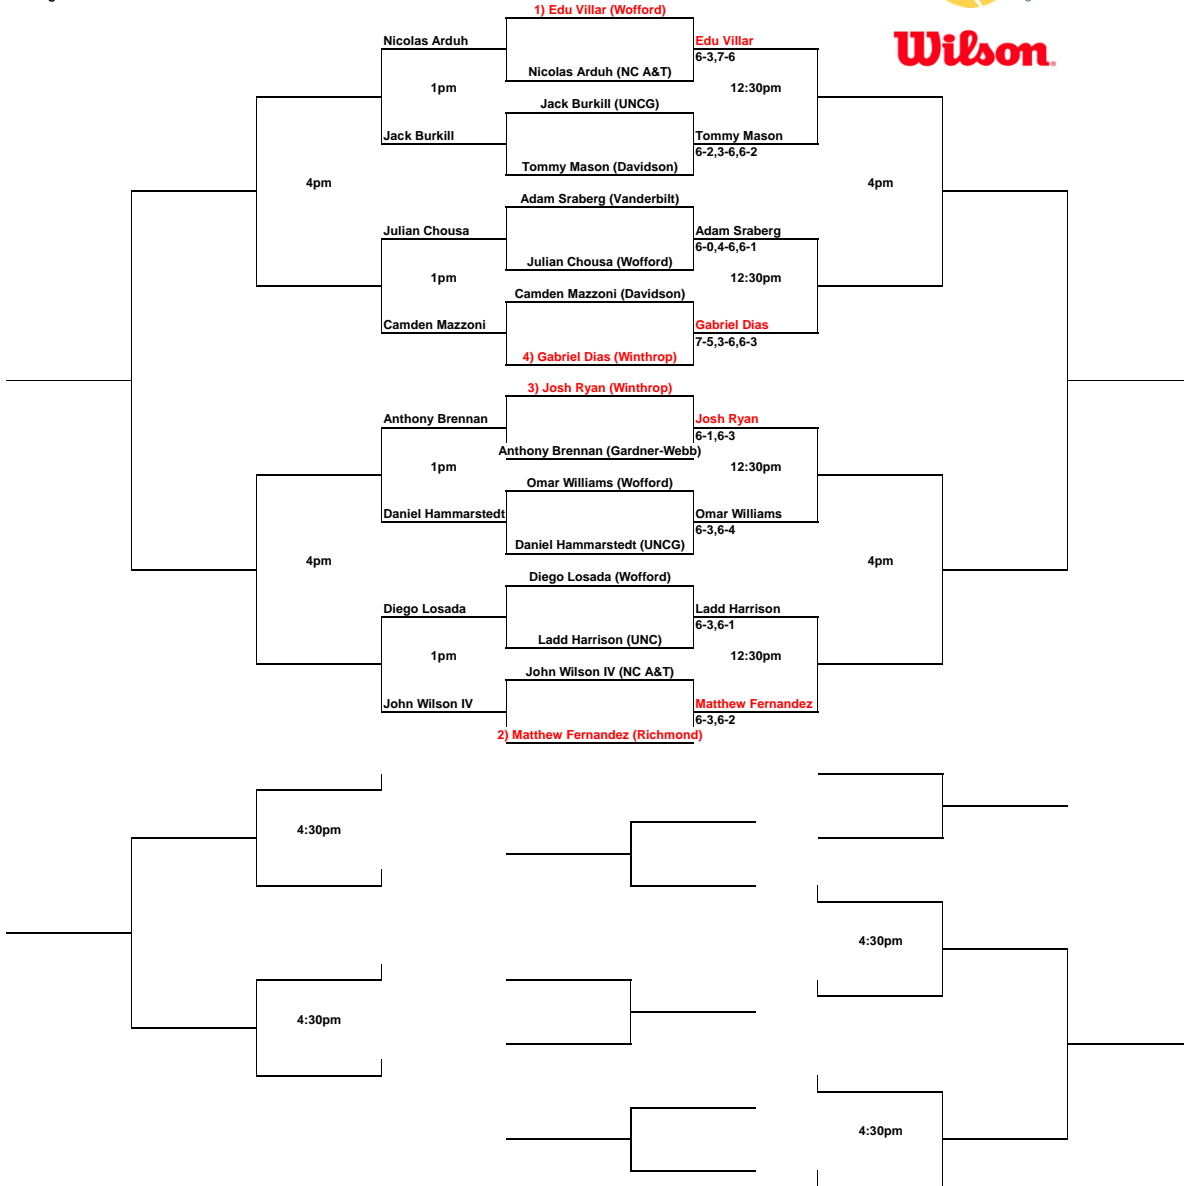 1) Edu Villar (Wofford)
Nicolas Arduh
Edu Villar
Wilson
6-3,7-6
Nicolas Arduh (NC A&T)
1pm
12:30pm
Jack Burkill (UNCG)
Jack Burkill
Tommy Mason
6-2,3-6,6-2
Tommy Mason (Davidson)
4pm
4pm
Adam Sraberg (Vanderbilt)
Julian Chousa
Adam Sraberg
6-0,4-6,6-1
Julian Chousa (Wofford)
1pm
12:30pm
Camden Mazzoni (Davidson)
Camden Mazzoni
Gabriel Dias
7-5,3-6,6-3
4) Gabriel Dias (Winthrop)
3) Josh Ryan (Winthrop)
Anthony Brennan
Josh Ryan
6-1,6-3
Anthony Brennan (Gardner-Webb)
1pm
12:30pm
Omar Williams (Wofford)
Daniel Hammarstedt
Omar Williams
6-3,6-4
Daniel Hammarstedt (UNCG)
4pm
4pm
Diego Losada (Wofford)
Diego Losada
Ladd Harrison
6-3,6-1
Ladd Harrison (UNC)
1pm
12:30pm
John Wilson IV (NC A&T)
John Wilson IV
Matthew Fernandez
6-3,6-2
2) Matthew Fernandez (Richmond)
4:30pm
4:30pm
4:30pm
4:30pm